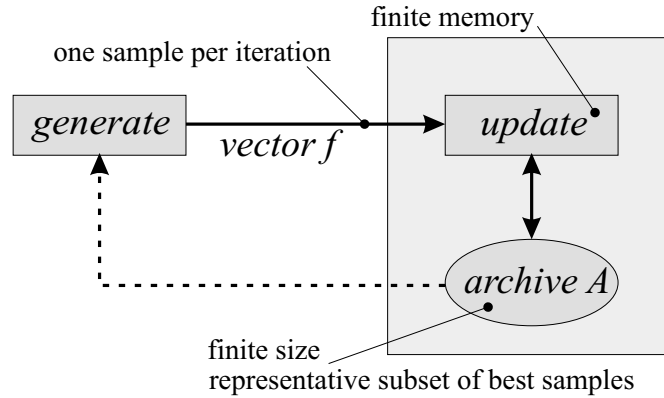 finite memory
one sample per iteration
generate
vector f
update
archive A
finite size
representative subset of best samples